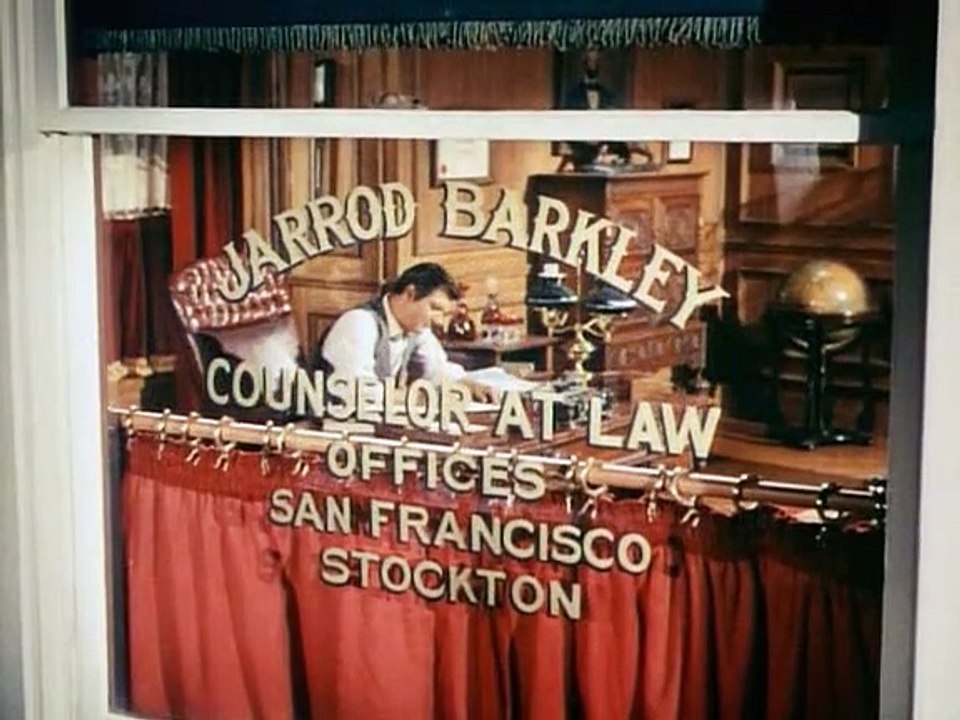 JARROD BARKLEY
COUNSELOR AT LAW
OFFICES
SAN FRANCISCO
STOCKTON